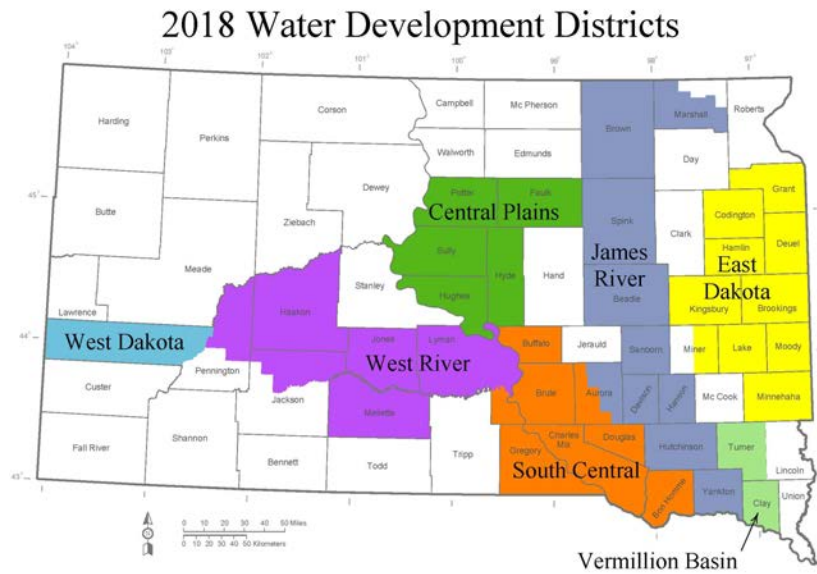 2018 Water Development Districts
104°
103°
102°
101°
100°
99°
98°
97°
Harding
Perkins
Corson
Campbell
Mc Pherson
Brown
Marshall
Roberts
Walworth
Edmunds
Day
45°
Butte
Dewey
Ziebach
Potter
Faulk
Central Plains
Spink
Clark
Codington
Grant
Hamlin
Deuel
Meade
Stanley
Sully
Hyde
Hand
James
River
East
Dakota
Lawrence
Haakon
Hughes
Beadle
Kingsbury
Brookings
44°
West Dakota
Jones
Lyman
West River
Buffalo
Jerauld
Sanborn
Miner
Lake
Moody
Pennington
Custer
Jackson
Mellette
Brule
Aurora
Davison
Hanson
Mc Cook
Minnehaha
Fall River
Shannon
Bennett
Todd
Tripp
Gregory
Charles
Mix
Douglas
South Central
Hutchinson
Turner
Lincoln
43°
Bon Homme
Yankton
Clay
Union
0 10 20 30 40 50 Miles
0 10 20 30 40 50 Kilometers
Vermillion Basin